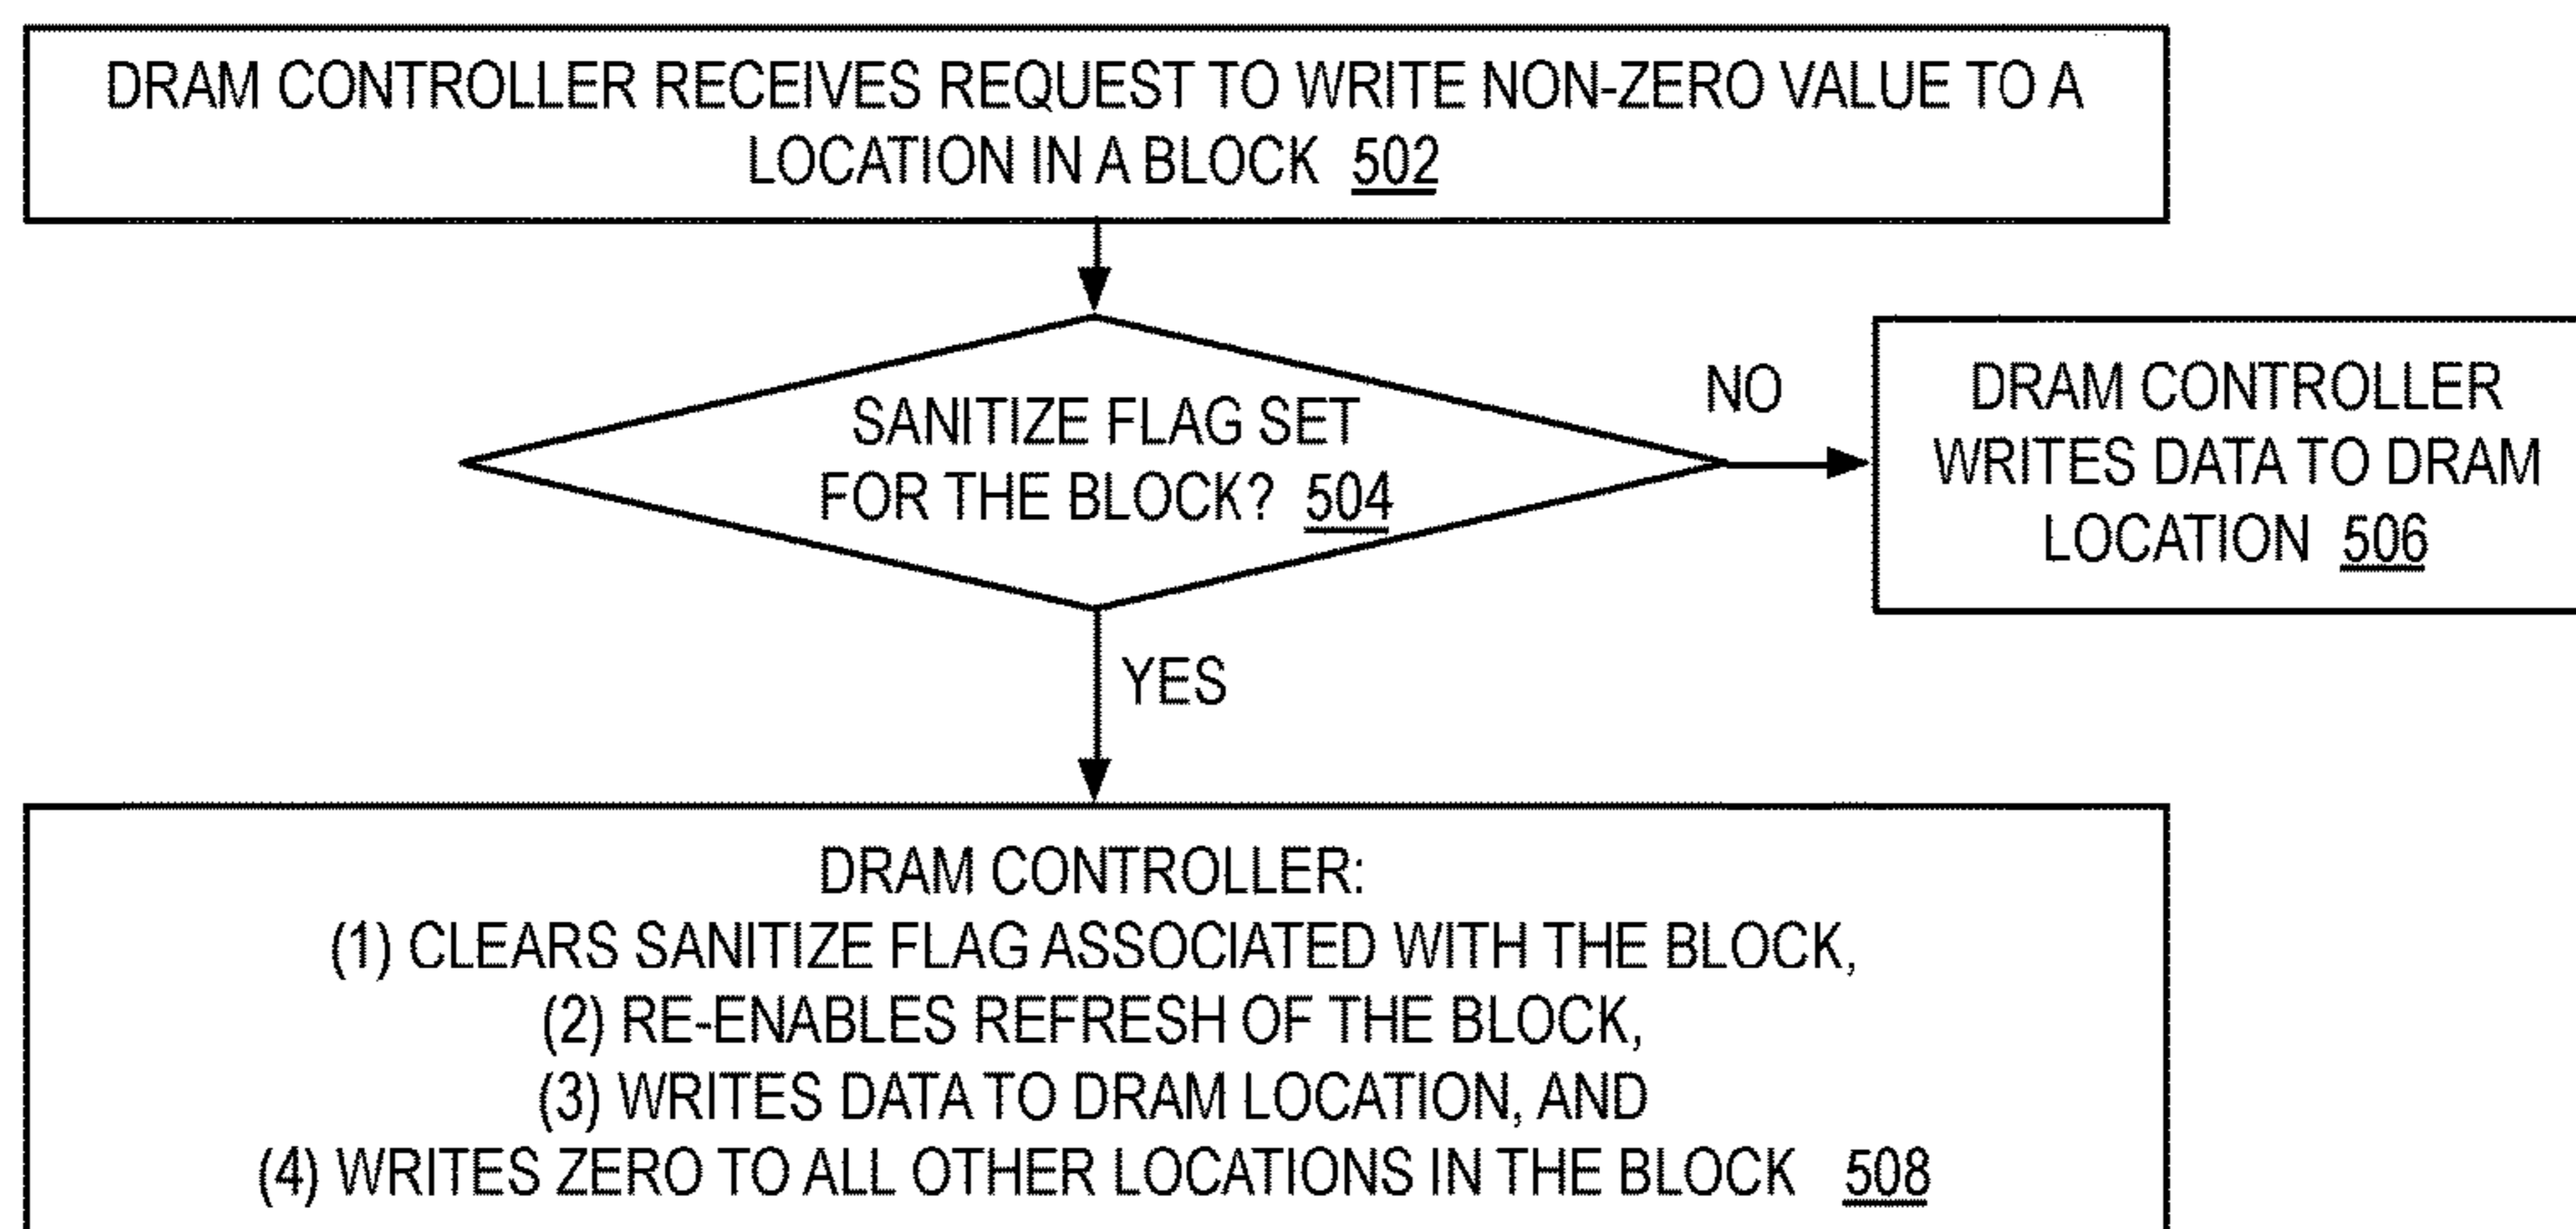 DRAM CONTROLLER RECEIVES REQUEST TO WRITE NON-ZERO VALUE TO A
LOCATION IN A BLOCK 502
SANITIZE FLAG SET
FOR THE BLOCK? 504
NO
DRAM CONTROLLER
WRITES DATA TO DRAM
LOCATION 506
YES
DRAM CONTROLLER:
(1) CLEARS SANITIZE FLAG ASSOCIATED WITH THE BLOCK,
(2) RE-ENABLES REFRESH OF THE BLOCK,
(3) WRITES DATA TO DRAM LOCATION, AND
(4) WRITES ZERO TO ALL OTHER LOCATIONS IN THE BLOCK 508